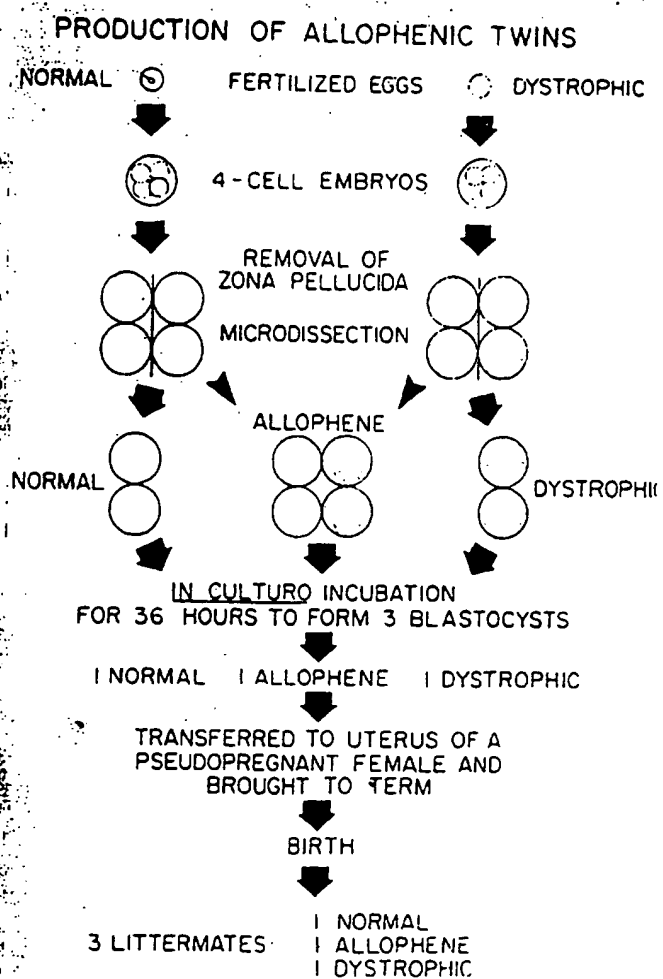 PRODUCTION OF ALLOPHENIC TWINS
NORMAL FERTILIZED EGGS DYSTROPHIC
4-CELL EMBRYOS
REMOVAL OF
ZONA PELLUCIDA
MICRODISSECTION
ALLOPHENE
NORMAL DYSTROPHIC
IN CULTURO INCUBATION
FOR 36 HOURS TO FORM 3 BLASTOCYSTS
1 NORMAL 1 ALLOPHENE 1 DYSTROPHIC
TRANSFERRED TO UTERUS OF A
PSEUDOPREGNANT FEMALE AND
BROUGHT TO TERM
BIRTH
1 NORMAL
3 LITTERMATES 1 ALLOPHENE
1 DYSTROPHIC